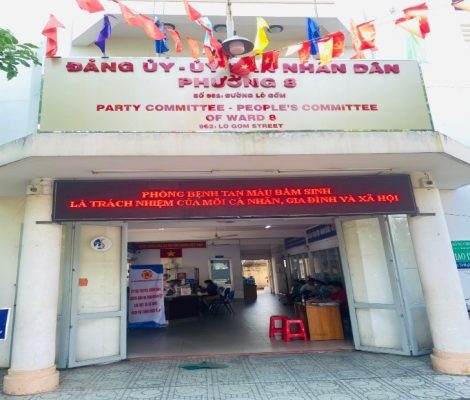 ĐẢNG ỦY - ỦY BAN NHÂN DÂN
PHƯỜNG 8
SỐ 962, ĐƯỜNG LÒ GỐM
PARTY COMMITTEE - PEOPLE'S COMMITTEE
OF WARD 8
962, LO GOM STREET
PHÒNG BỆNH TAN MÁU BẨM SINH
LÀ TRÁCH NHIỆM CỦA MỖI CÁ NHÂN, GIA ĐÌNH VÀ XÃ HỘI